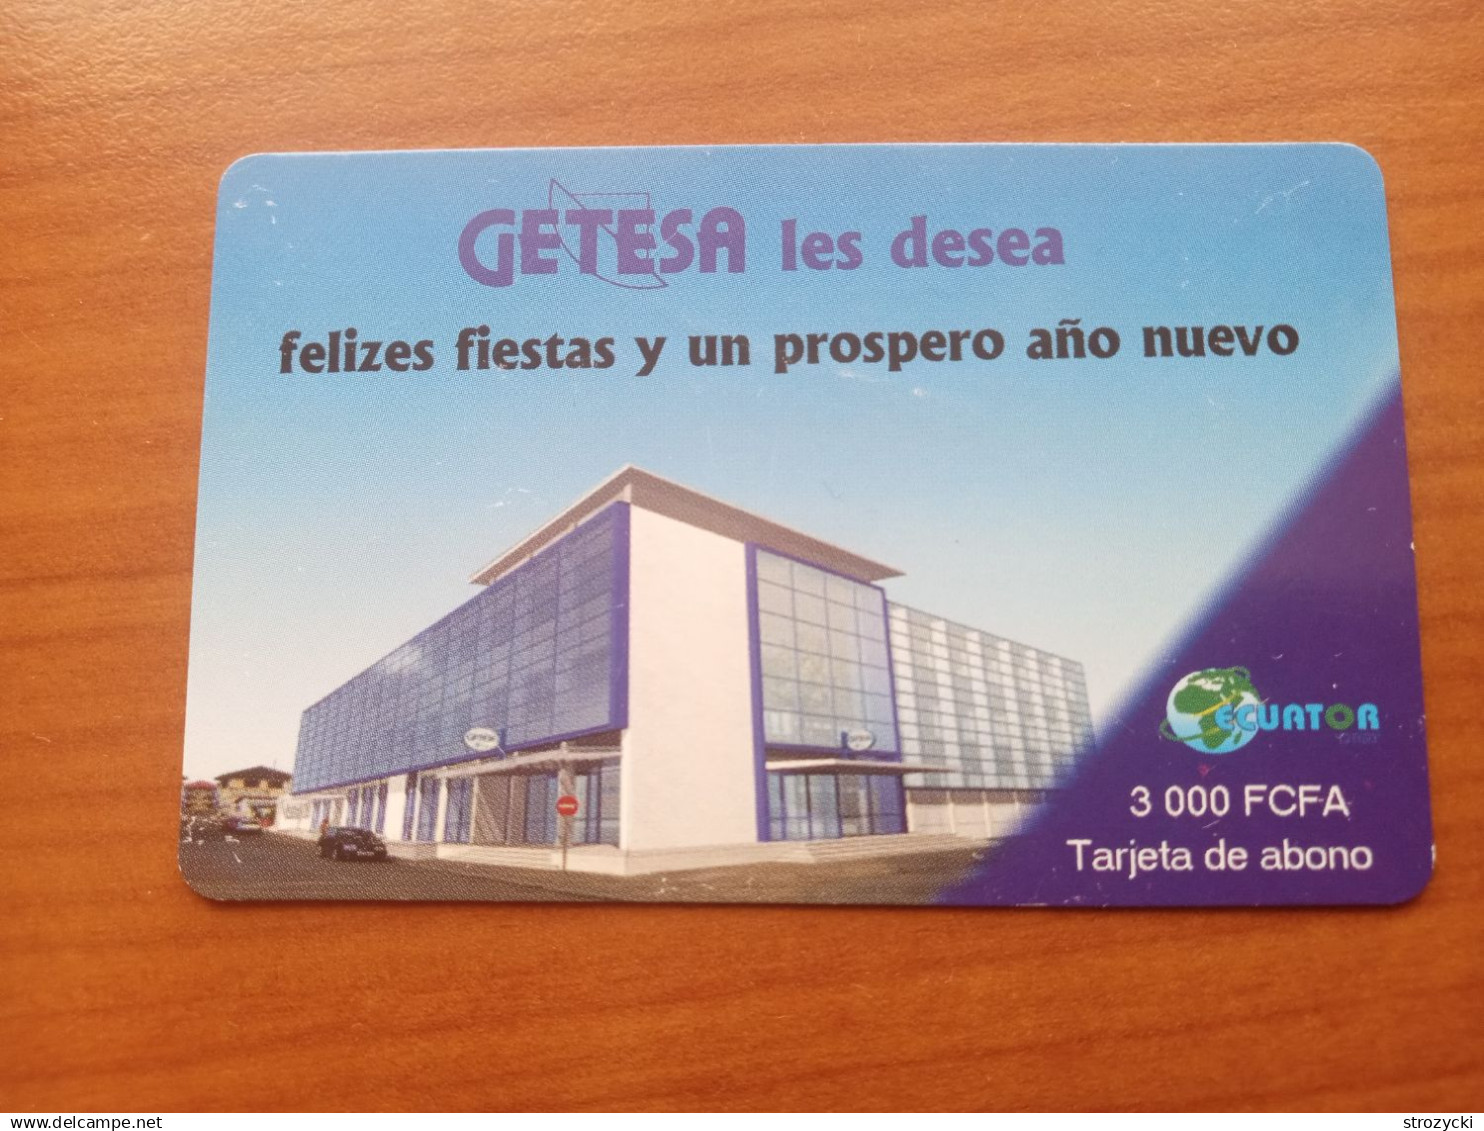 GETESA les desea
felizes fiestas y un prospero año nuevo
ECUATOR
3 000 FCFA
Tarjeta de abono
www.delcampe.net
strozycki